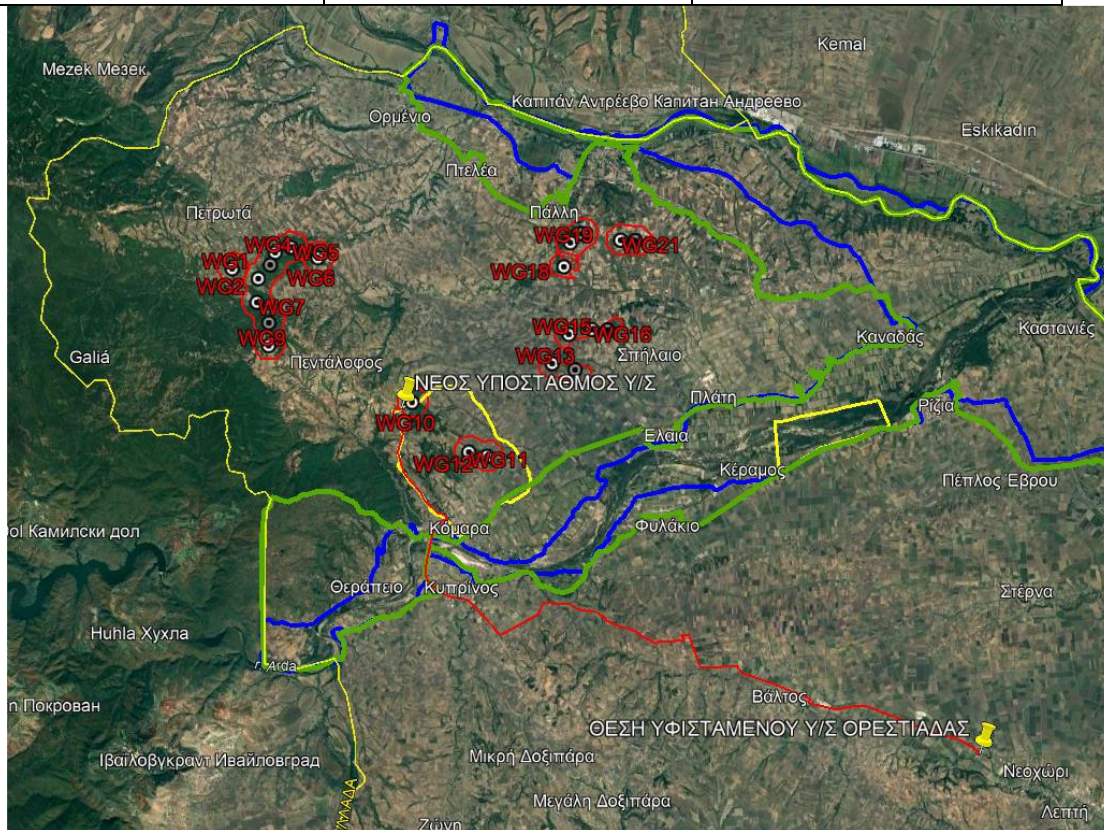 Kemal
Mezek Мезек
Καπιτάν Αντρέεβο Капитан Андреево
Ορμένιο
Eskikadın
Πτελέα
Πετρωτά
Πάλλη
WG19
WG21
WG4
WG5
WG1
WG18
WG6
WG2
WG7
Καστανιές
WG15
WG16
Καναδάς
WG9
Galiá
Πεντάλοφος
WG13
Σπήλαιο
ΝΕΟΣ ΥΠΟΣΤΑΘΜΟΣ Υ/Σ
Πλάτη
Ρίζια
WG10
Ελαια
WG12
WG11
Κέραμος
Πέπλος Εβρου
Κόμαρα
Φυλάκιο
Dol Камилски дол
Θεράπειο
Κυπρίνος
Στέρνα
Huhla Хухла
r. Arda
Βάλτος
n Покрован
ΘΕΣΗ ΥΦΙΣΤΑΜΕΝΟΥ Υ/Σ ΟΡΕΣΤΙΑΔΑΣ
Ιβαϊλοβγκραντ Ивайловград
Μικρή Δοξιπάρα
Νεοχώρι
Μεγάλη Δοξιπάρα
Λεπτή
ΛΛΑΔΑ
Ζώνη